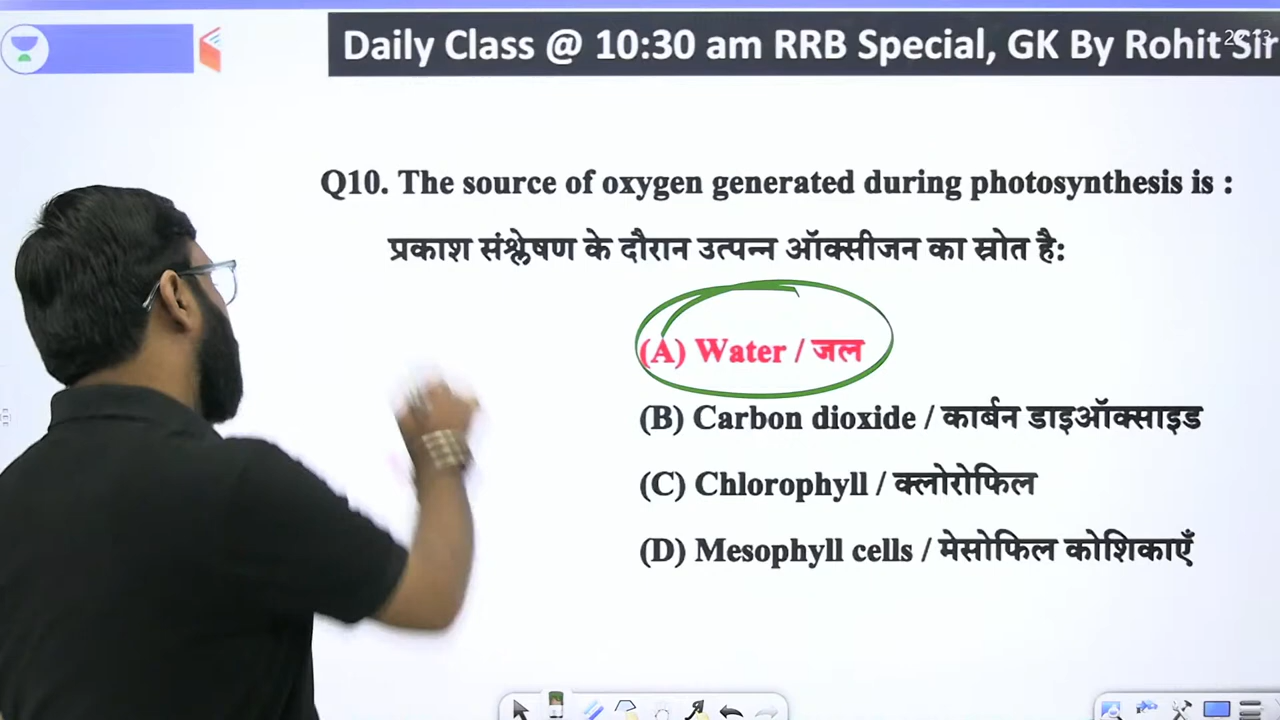 Daily Class @ 10:30 am RRB Special, GK By Rohit Sir
Q10. The source of oxygen generated during photosynthesis is :
प्रकाश संश्लेषण के दौरान उत्पन्न ऑक्सीजन का स्रोत है:
(A) Water / जल
(B) Carbon dioxide / कार्बन डाइऑक्साइड
(C) Chlorophyll / क्लोरोफिल
(D) Mesophyll cells / मेसोफिल कोशिकाएँ